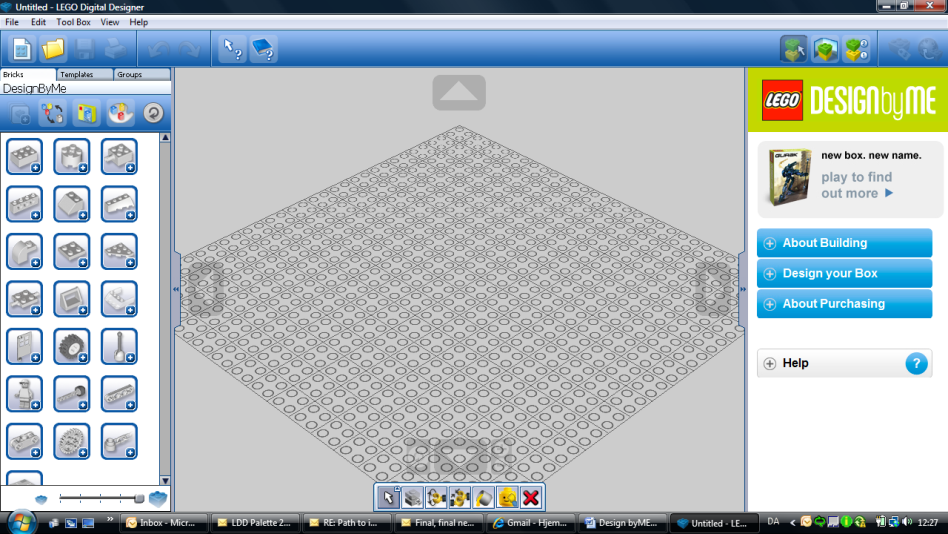 Untitled - LEGO Digital Designer
File Edit Tool Box View Help
Bricks Templates Groups
DesignByMe
LEGO DESIGNbyME
new box. new name.
play to find
out more
About Building
Design your Box
About Purchasing
Help ?
Inbox - Micr... LDD Palette 2... RE: Path to i... Final, final ne... Gmail - Hjem... Design byME... Untitled - LE... DA 12:27